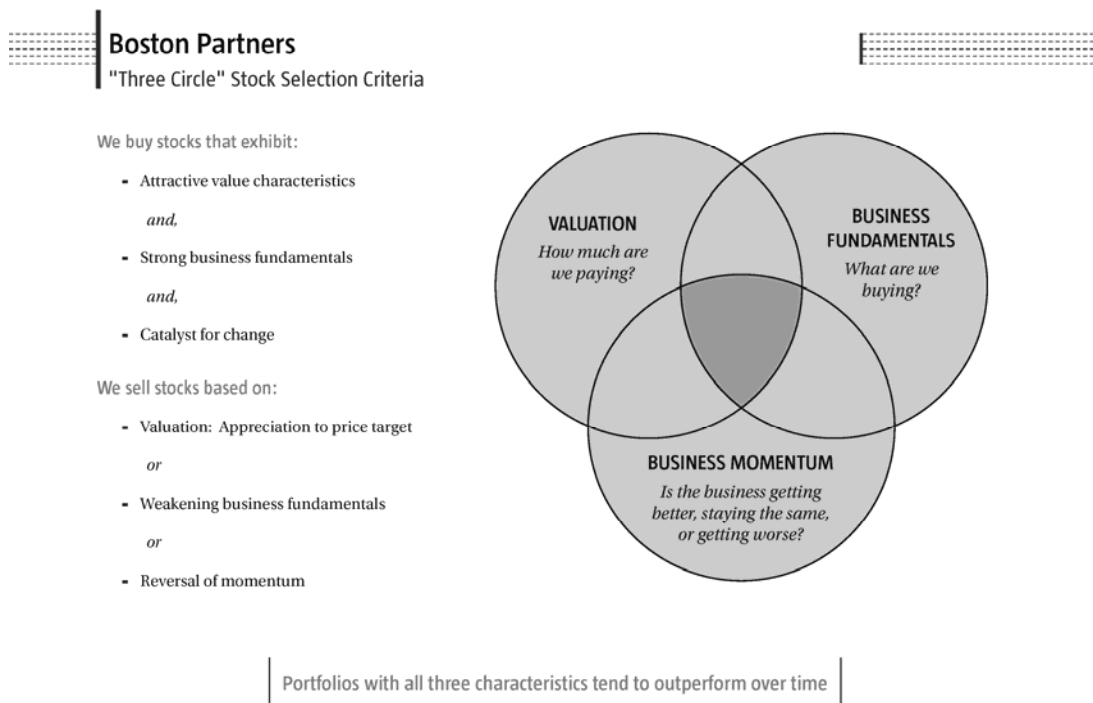 Boston Partners
"Three Circle" Stock Selection Criteria
We buy stocks that exhibit:
- Attractive value characteristics
and,
- Strong business fundamentals
and,
- Catalyst for change
We sell stocks based on:
- Valuation: Appreciation to price target
or
- Weakening business fundamentals
or
- Reversal of momentum
VALUATION
How much are
we paying?
BUSINESS
FUNDAMENTALS
What are we
buying?
BUSINESS MOMENTUM
Is the business getting
better, staying the same,
or getting worse?
Portfolios with all three characteristics tend to outperform over time